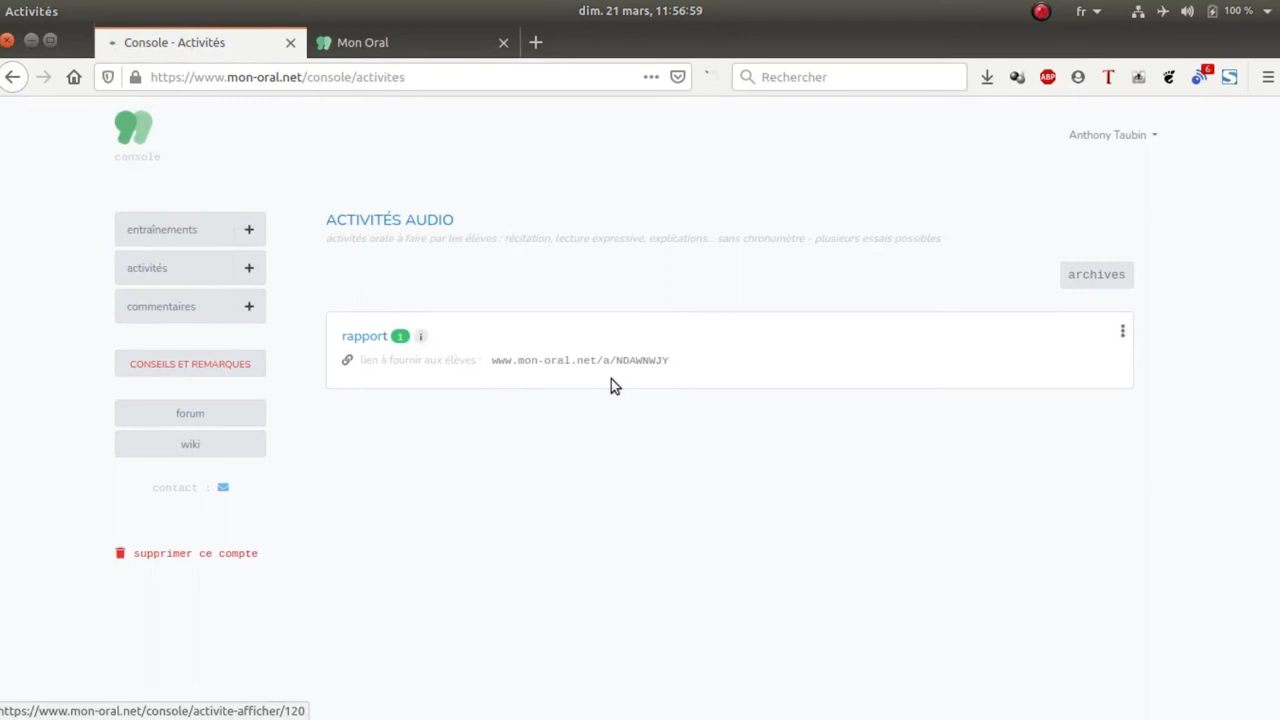 Activités
dim. 21 mars, 11:56:59
fr
100 %
Console - Activités
Mon Oral
https://www.mon-oral.net/console/activites
Rechercher
ABP
T
6
S
console
Anthony Taubin
entraînements +
activités +
commentaires +
CONSEILS ET REMARQUES
forum
wiki
contact :
supprimer ce compte
ACTIVITÉS AUDIO
activités orale à faire par les élèves : récitation, lecture expressive, explications... sans chronomètre - plusieurs essais possibles
archives
rapport 1 i
lien à fournir aux élèves : www.mon-oral.net/a/NDAWNWJY
https://www.mon-oral.net/console/activite-afficher/120